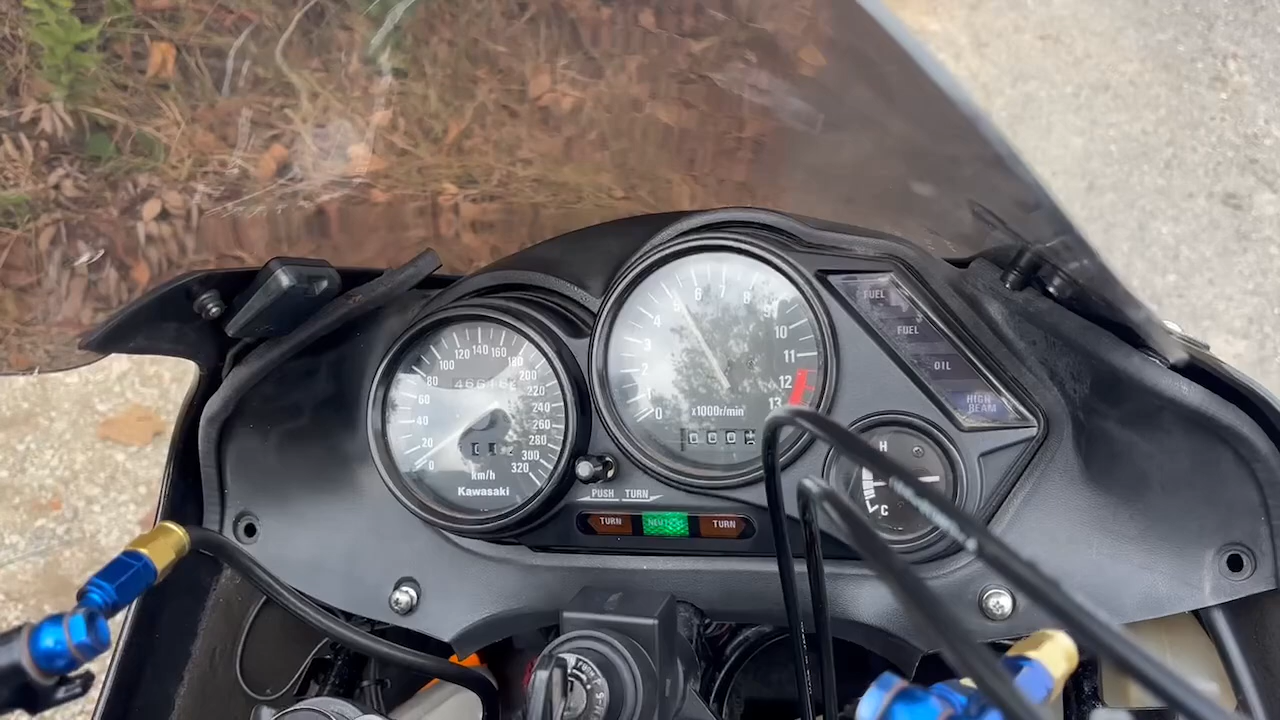 0
20
40
60
80
100
120
140
160
180
200
220
240
260
280
300
320
km/h
Kawasaki
0
1
2
3
4
5
6
7
8
9
10
11
12
13
x1000r/min
FUEL
FUEL
OIL
HIGH
BEAM
H
C
PUSH TURN
TURN
TURN